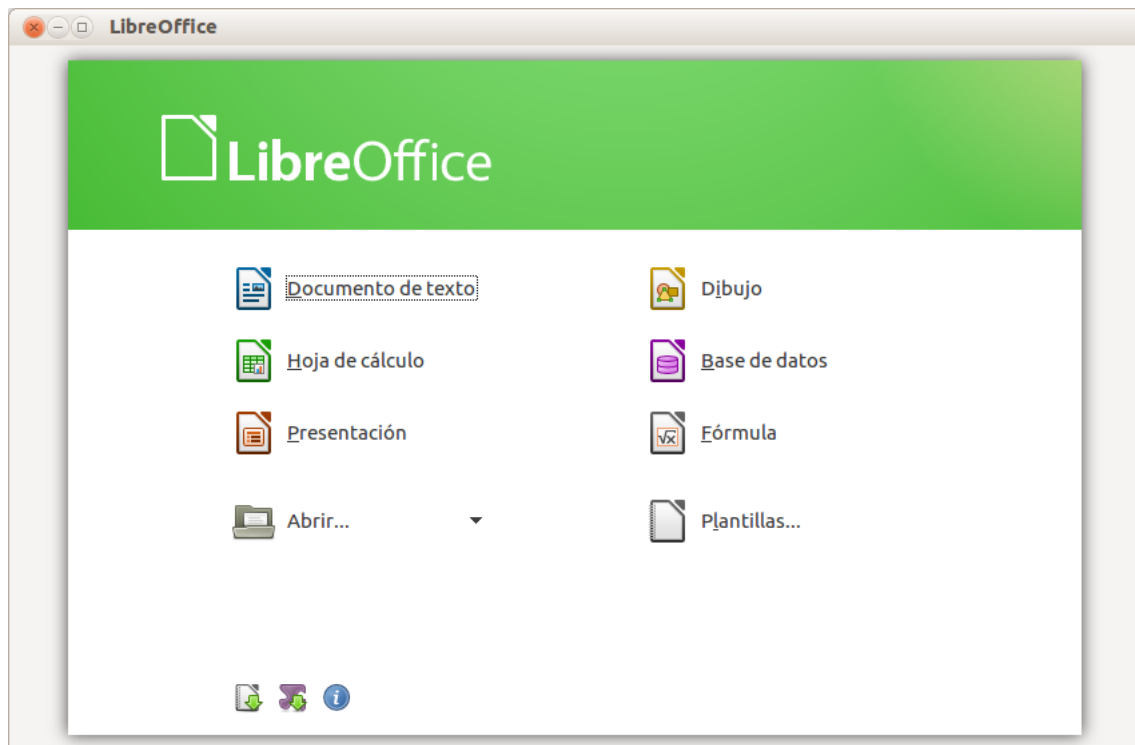 LibreOffice
LibreOffice
Documento de texto
Dibujo
Hoja de cálculo
Base de datos
Presentación
Fórmula
Abrir...
Plantillas...